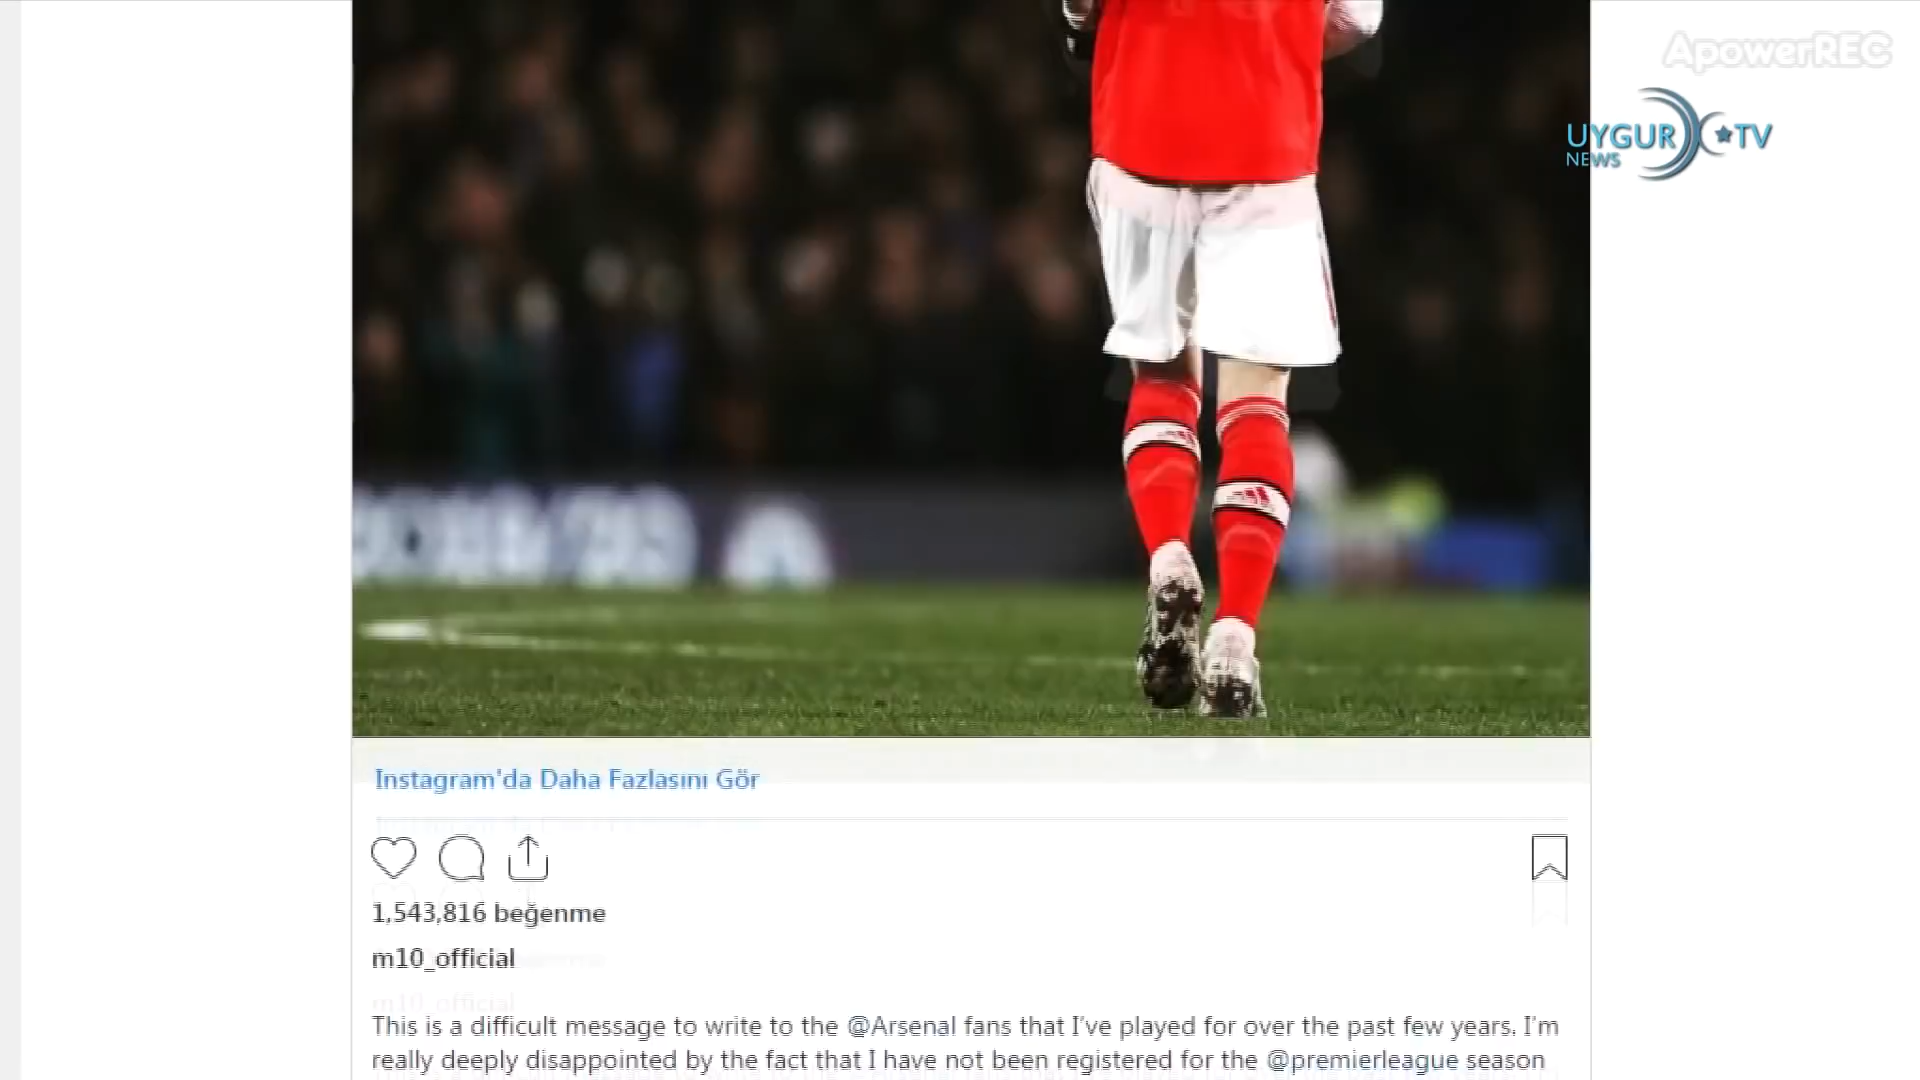 ApowerREC
UYGUR TV
NEWS
Instagram'da Daha Fazlasını Gör
1,543,816 beğenme
m10_official
This is a difficult message to write to the @Arsenal fans that I've played for over the past few years. I'm
really deeply disappointed by the fact that I have not been registered for the @premierleague season